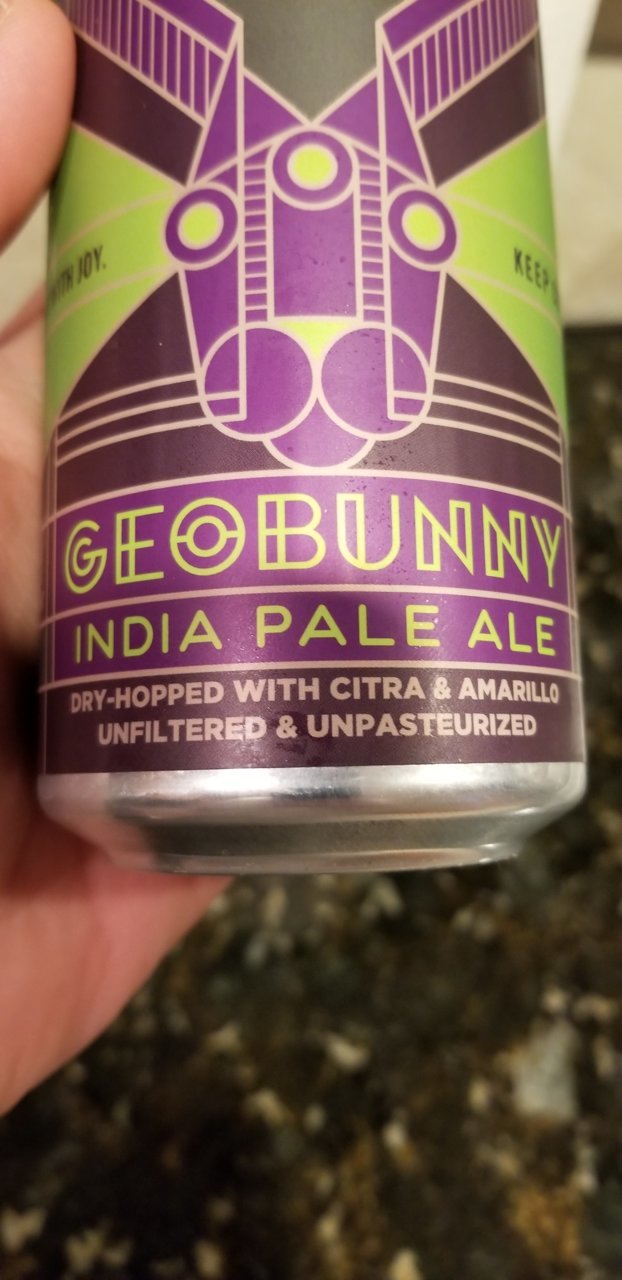 WITH JOY.
KEEP
GEOBUNNY
INDIA PALE ALE
DRY-HOPPED WITH CITRA & AMARILLO
UNFILTERED & UNPASTEURIZED